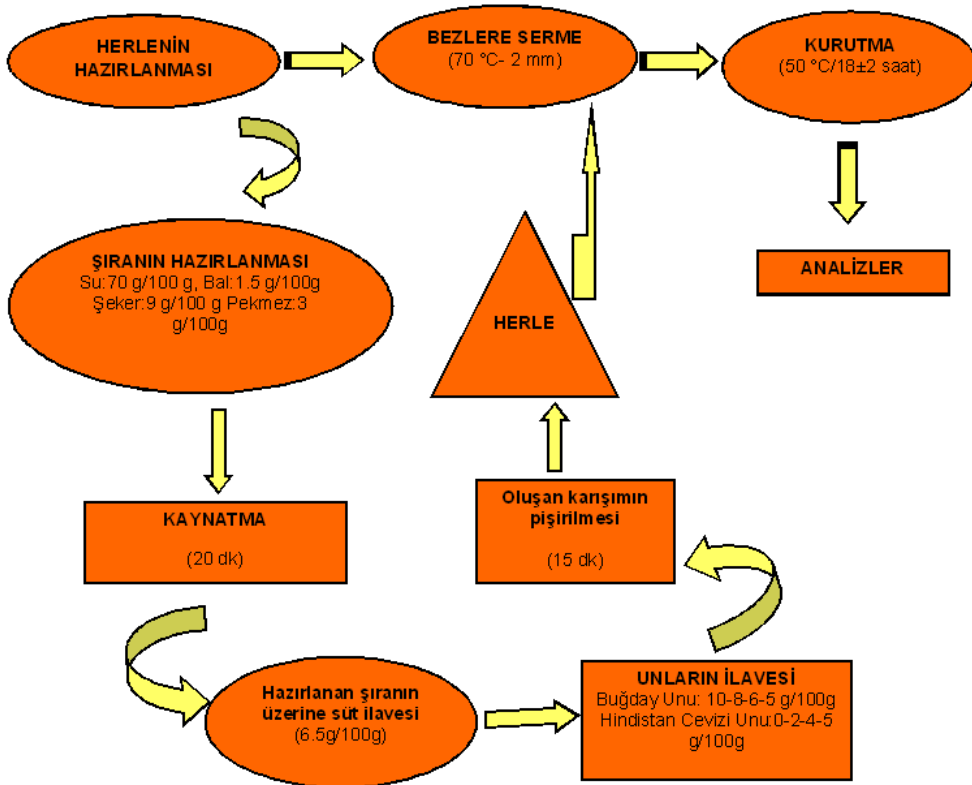 HERLENİN
HAZIRLANMASI
BEZLERE SERME
(70 °C- 2 mm)
KURUTMA
(50 °C/18±2 saat)
ŞIRANIN HAZIRLANMASI
Su:70 g/100 g, Bal:1.5 g/100g
Şeker:9 g/100 g Pekmez:3
g/100g
HERLE
ANALİZLER
KAYNATMA
(20 dk)
Oluşan karışımın
pişirilmesi
(15 dk)
Hazırlanan şıranın
üzerine süt ilavesi
(6.5g/100g)
UNLARIN İLAVESİ
Buğday Unu: 10-8-6-5 g/100g
Hindistan Cevizi Unu:0-2-4-5
g/100g